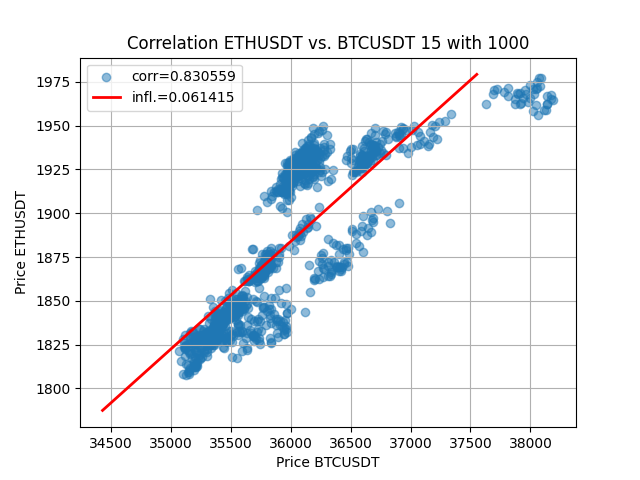 Correlation ETHUSDT vs. BTCUSDT 15 with 1000
corr=0.830559
infl.=0.061415
Price ETHUSDT
1975
1950
1925
1900
1875
1850
1825
1800
34500 35000 35500 36000 36500 37000 37500 38000
Price BTCUSDT